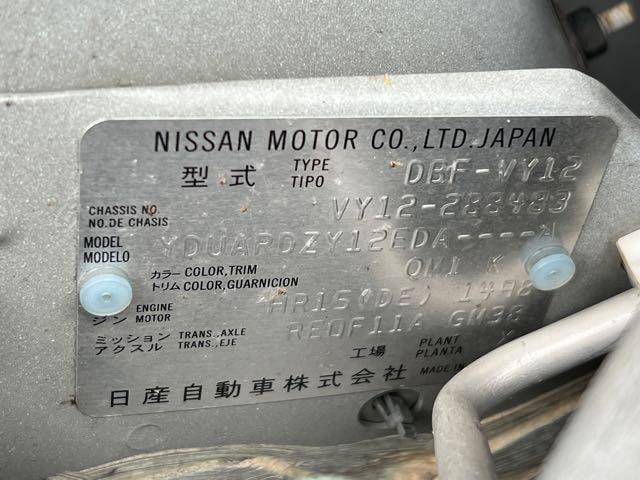 NISSAN MOTOR CO., LTD. JAPAN
型式 TYPE TIPO DBF-VY12
CHASSIS NO. NO. DE CHASIS VY12-283483
MODEL MODELO
カラー COLOR, TRIM
トリム COLOR, GUARNICION QM1 K
ENGINE MOTOR HR15(DE) 1498
ミッション TRANS., AXLE
アクスル TRANS., EJE RE0F11A GM38
工場 PLANT PLANTA X
日産自動車株式会社 MADE IN